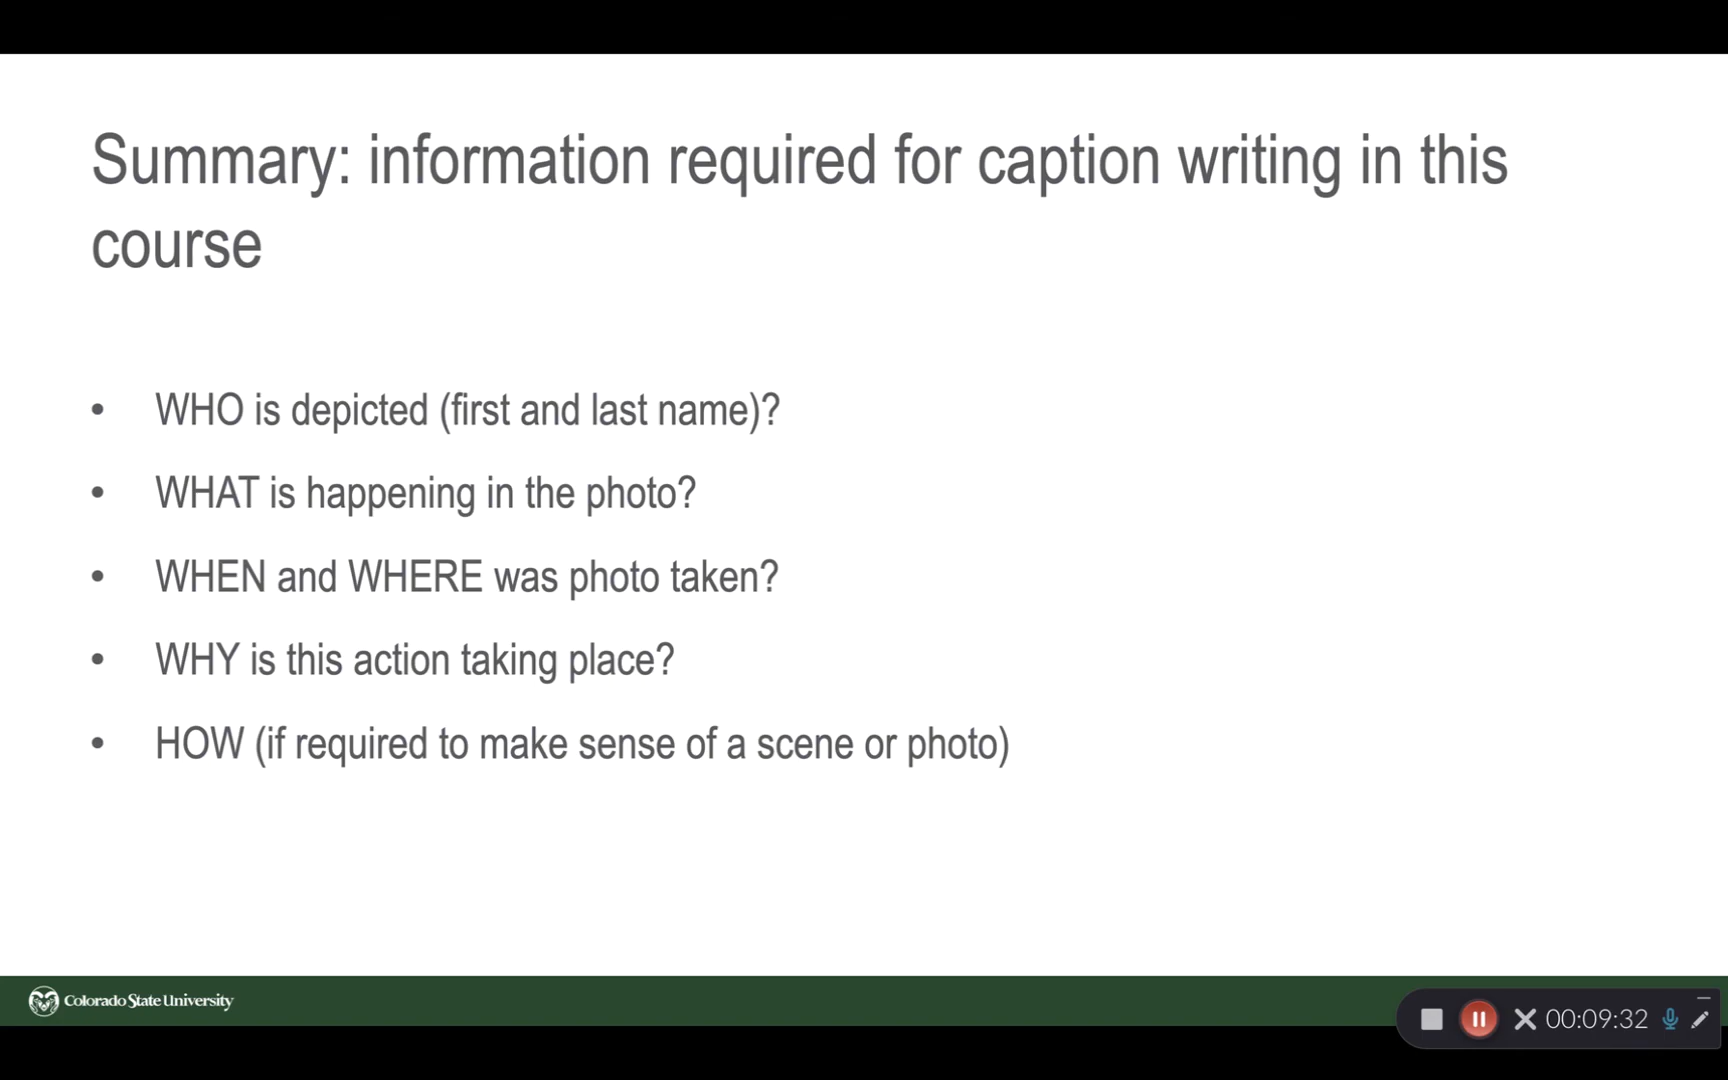 Summary: information required for caption writing in this
course
• WHO is depicted (first and last name)?
• WHAT is happening in the photo?
• WHEN and WHERE was photo taken?
• WHY is this action taking place?
• HOW (if required to make sense of a scene or photo)
Colorado State University
00:09:32